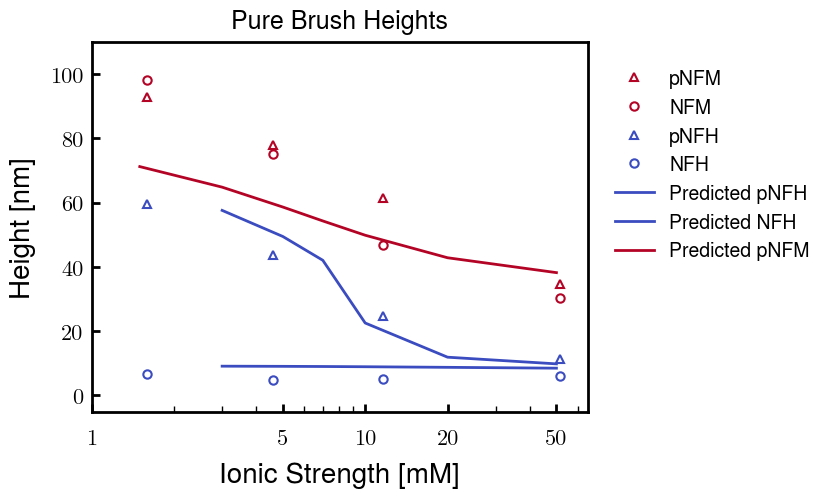 Pure Brush Heights
Height [nm]
100
80
60
40
20
0
1
5
10
20
50
Ionic Strength [mM]
pNFM
NFM
pNFH
NFH
Predicted pNFH
Predicted NFH
Predicted pNFM